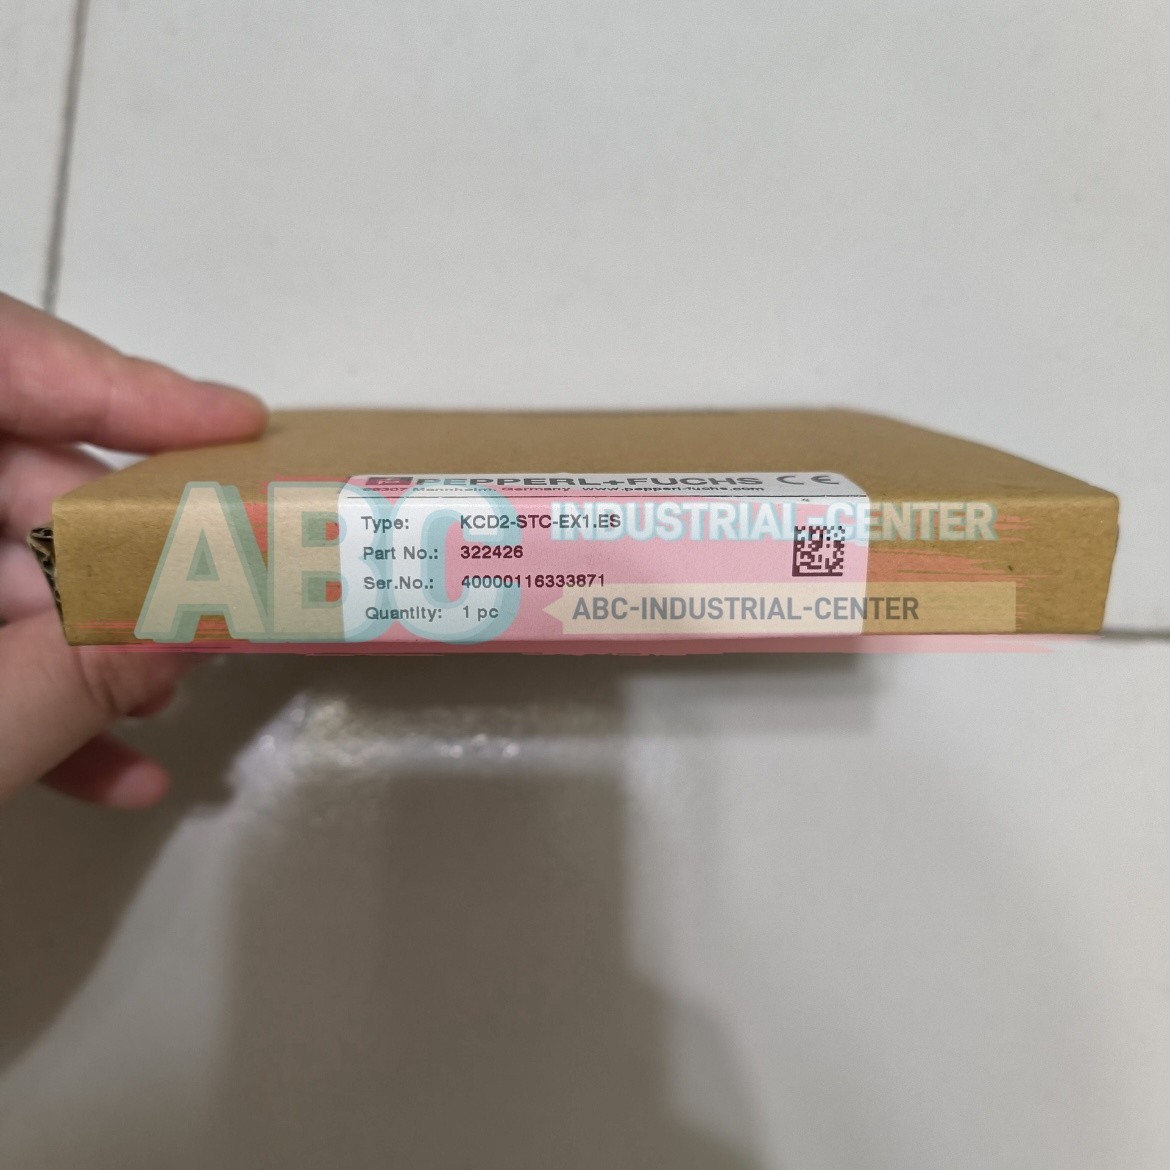 PEPPERL+FUCHS CE
68307 Mannheim, Germany www.pepperl-fuchs.com
Type: KCD2-STC-EX1.ES
Part No.: 322426
Ser.No.: 40000116333871
Quantity: 1 pc
ABC
INDUSTRIAL-CENTER
ABC-INDUSTRIAL-CENTER